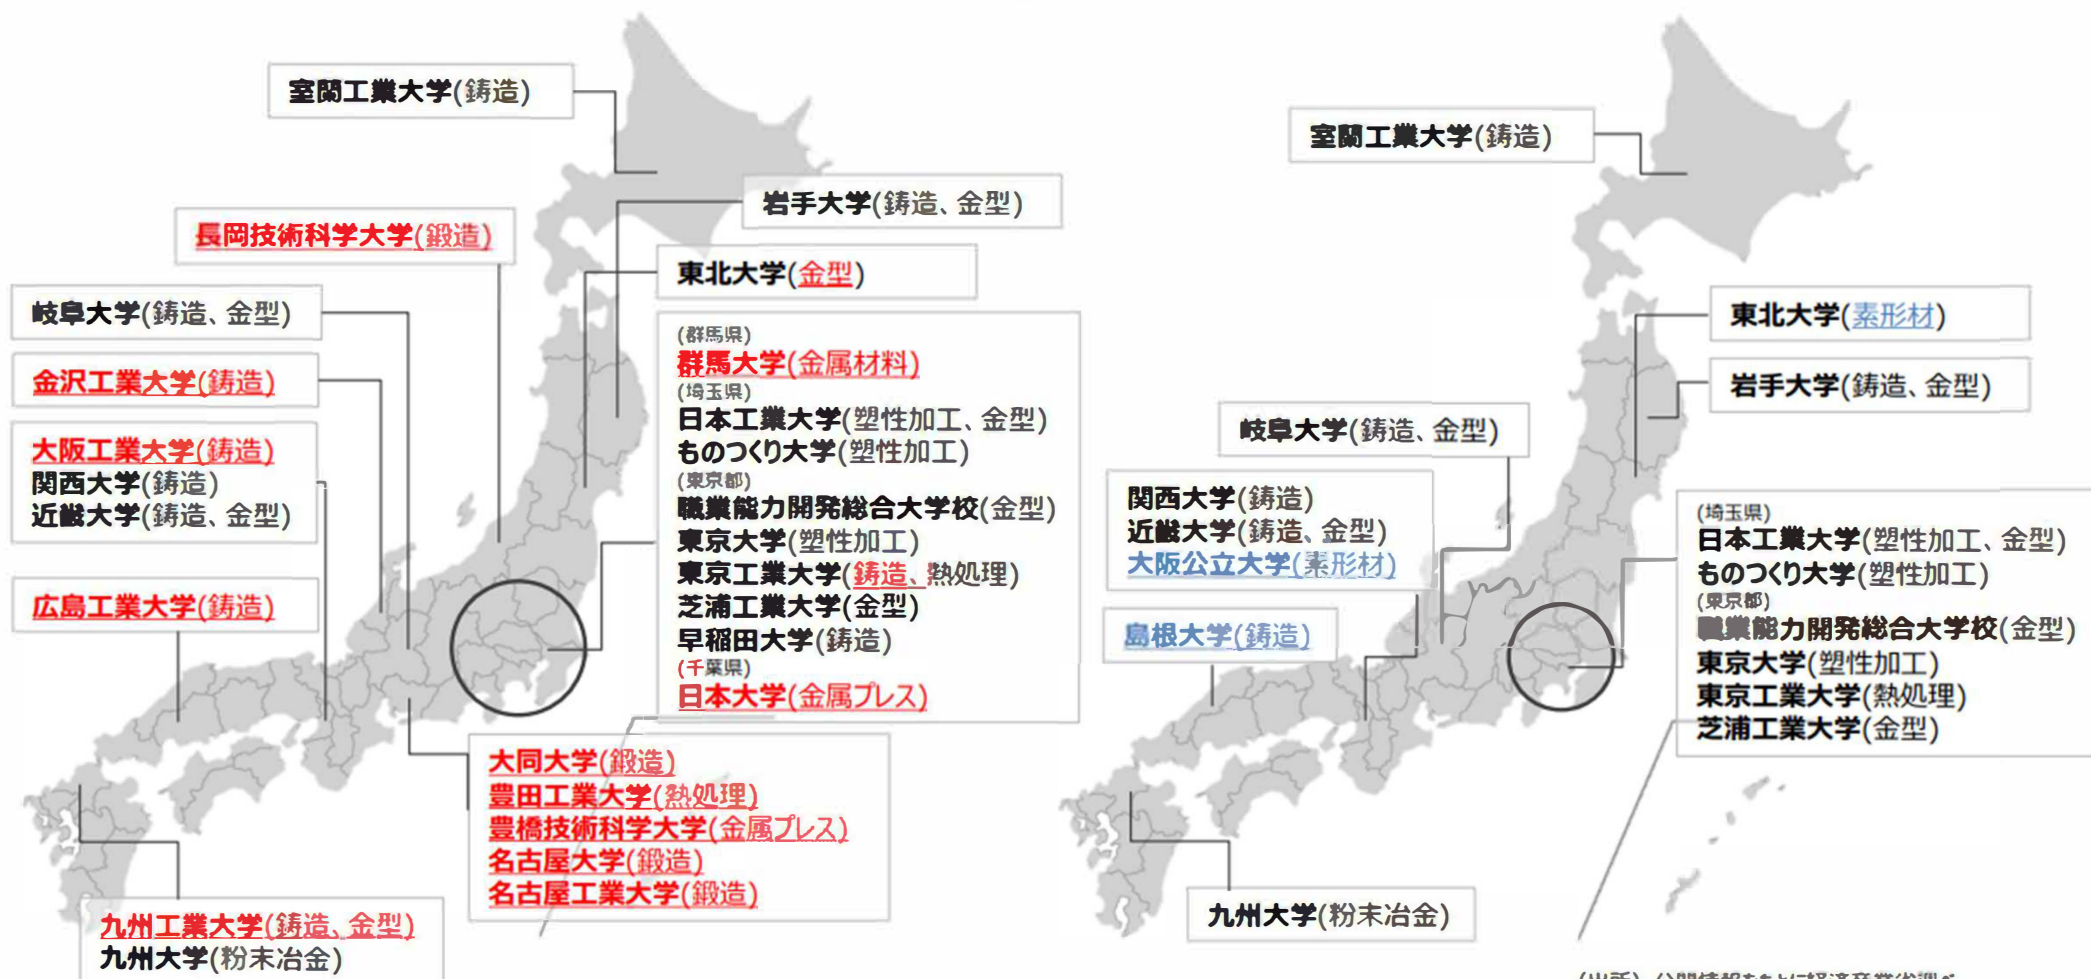 室蘭工業大学(鋳造)
岩手大学(鋳造、金型)
長岡技術科学大学(鍛造)
東北大学(金型)
岐阜大学(鋳造、金型)
金沢工業大学(鋳造)
大阪工業大学(鋳造)
関西大学(鋳造)
近畿大学(鋳造、金型)
広島工業大学(鋳造)
(群馬県)
群馬大学(金属材料)
(埼玉県)
日本工業大学(塑性加工、金型)
ものつくり大学(塑性加工)
(東京都)
職業能力開発総合大学校(金型)
東京大学(塑性加工)
東京工業大学(鋳造、熱処理)
芝浦工業大学(金型)
早稲田大学(鋳造)
(千葉県)
日本大学(金属プレス)
大同大学(鍛造)
豊田工業大学(熱処理)
豊橋技術科学大学(金属プレス)
名古屋大学(鍛造)
名古屋工業大学(鍛造)
九州工業大学(鋳造、金型)
九州大学(粉末冶金)
室蘭工業大学(鋳造)
東北大学(素形材)
岩手大学(鋳造、金型)
岐阜大学(鋳造、金型)
関西大学(鋳造)
近畿大学(鋳造、金型)
大阪公立大学(素形材)
島根大学(鋳造)
(埼玉県)
日本工業大学(塑性加工、金型)
ものつくり大学(塑性加工)
(東京都)
職業能力開発総合大学校(金型)
東京大学(塑性加工)
東京工業大学(熱処理)
芝浦工業大学(金型)
九州大学(粉末冶金)